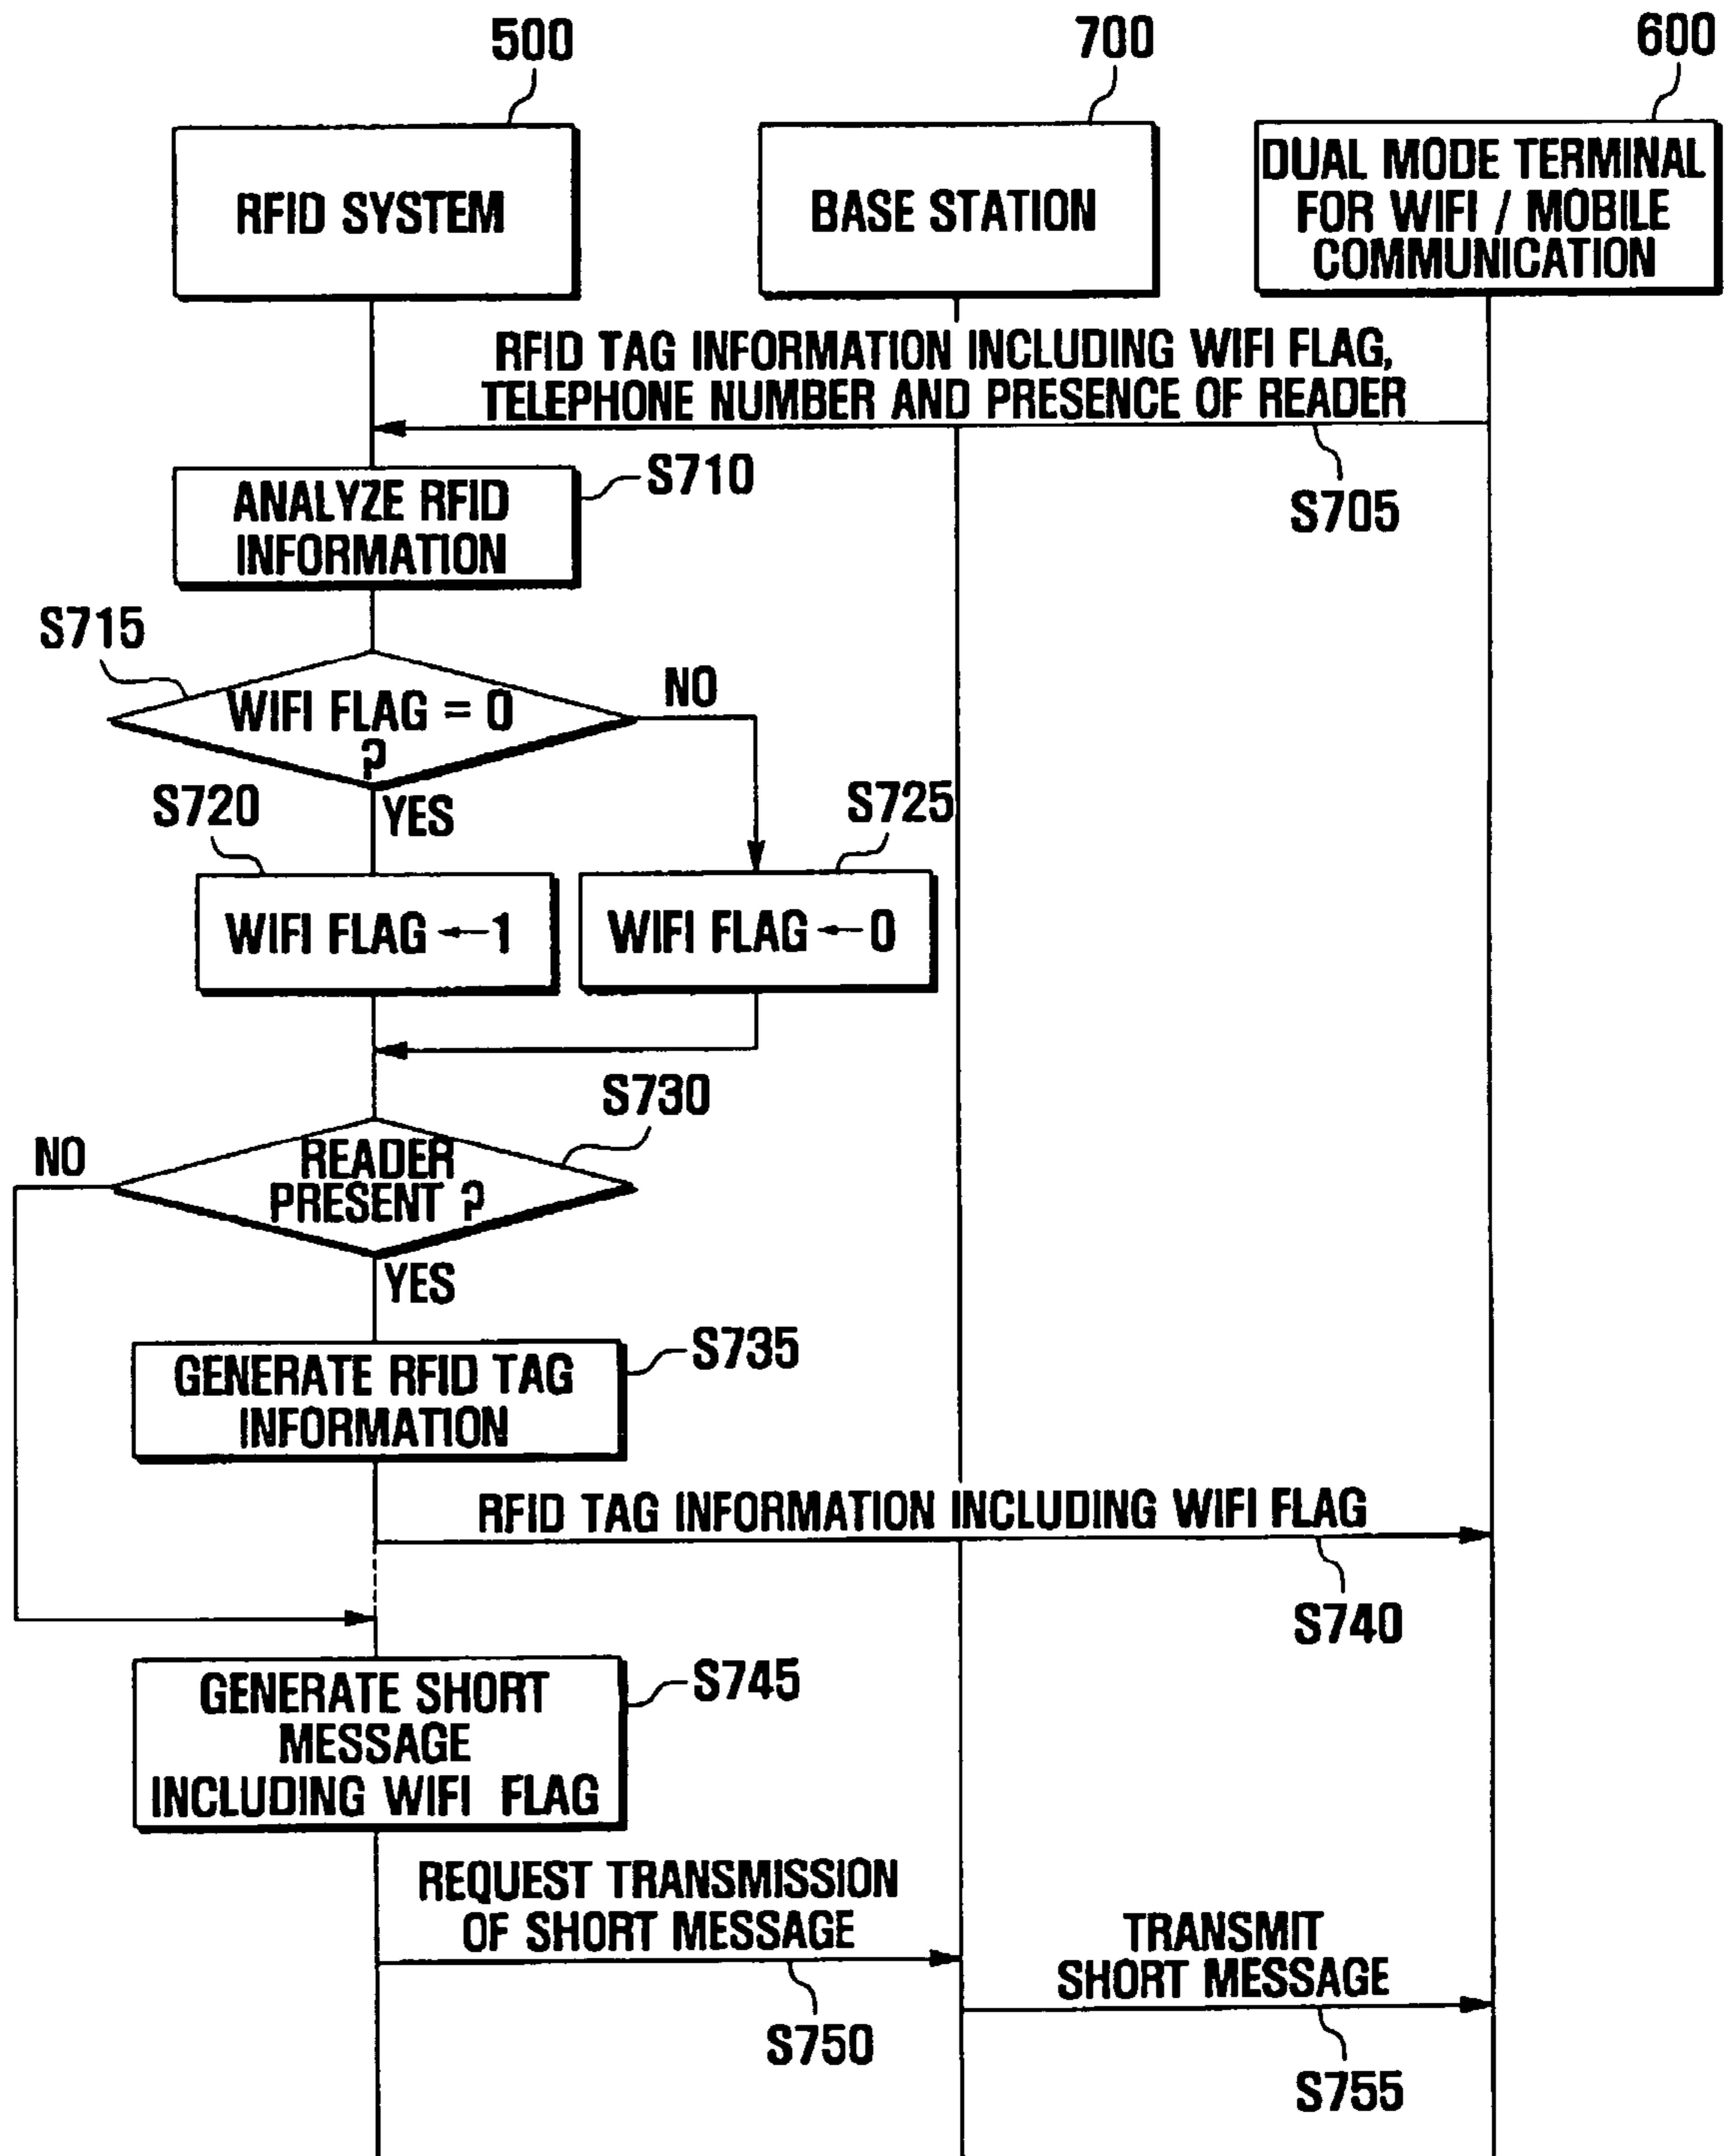 500
700
600
RFID SYSTEM
BASE STATION
DUAL MODE TERMINAL
FOR WIFI / MOBILE
COMMUNICATION
RFID TAG INFORMATION INCLUDING WIFI FLAG,
TELEPHONE NUMBER AND PRESENCE OF READER
S705
ANALYZE RFID
INFORMATION
S710
S715
WIFI FLAG = 0
?
NO
YES
S720
S725
WIFI FLAG ← 1
WIFI FLAG ← 0
S730
READER
PRESENT ?
NO
YES
GENERATE RFID TAG
INFORMATION
S735
RFID TAG INFORMATION INCLUDING WIFI FLAG
S740
GENERATE SHORT
MESSAGE
INCLUDING WIFI FLAG
S745
REQUEST TRANSMISSION
OF SHORT MESSAGE
S750
TRANSMIT
SHORT MESSAGE
S755